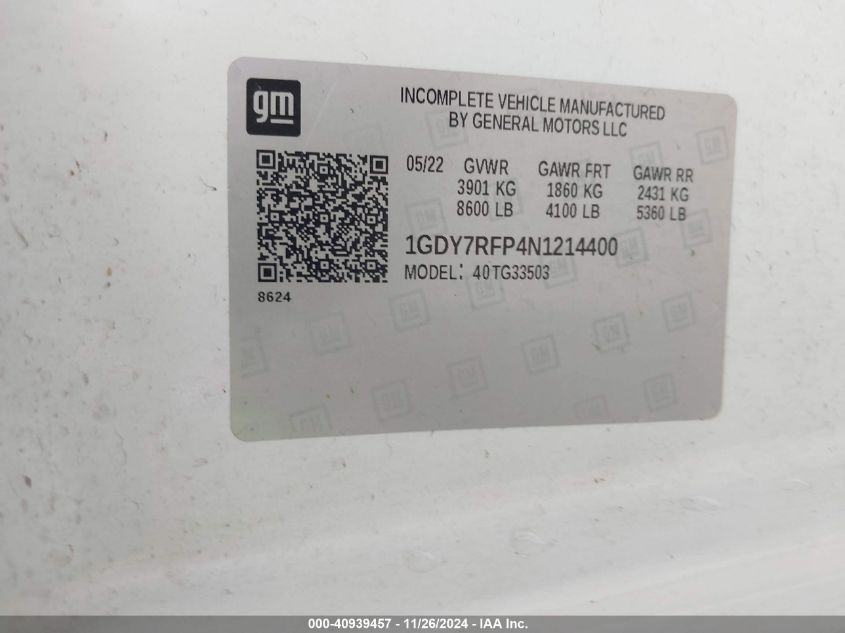 gm
INCOMPLETE VEHICLE MANUFACTURED
BY GENERAL MOTORS LLC
05/22 GVWR GAWR FRT GAWR RR
3901 KG 1860 KG 2431 KG
8600 LB 4100 LB 5360 LB
1GDY7RFP4N1214400
MODEL: 40TG33503
8624
000-40939457 - 11/26/2024 - IAA Inc.